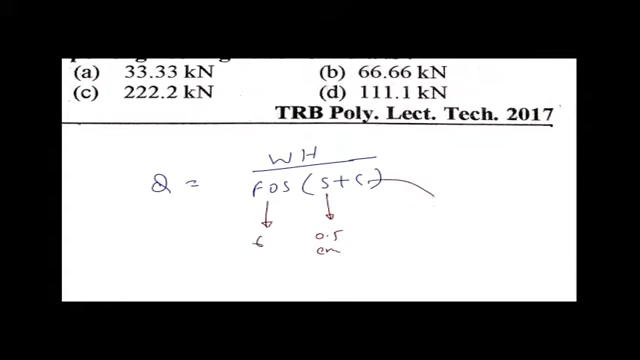 (a) 33.33 kN (b) 66.66 kN
(c) 222.2 kN (d) 111.1 kN
TRB Poly. Lect. Tech. 2017
WH
Q = FOS (S+C)
6 0.5
cm